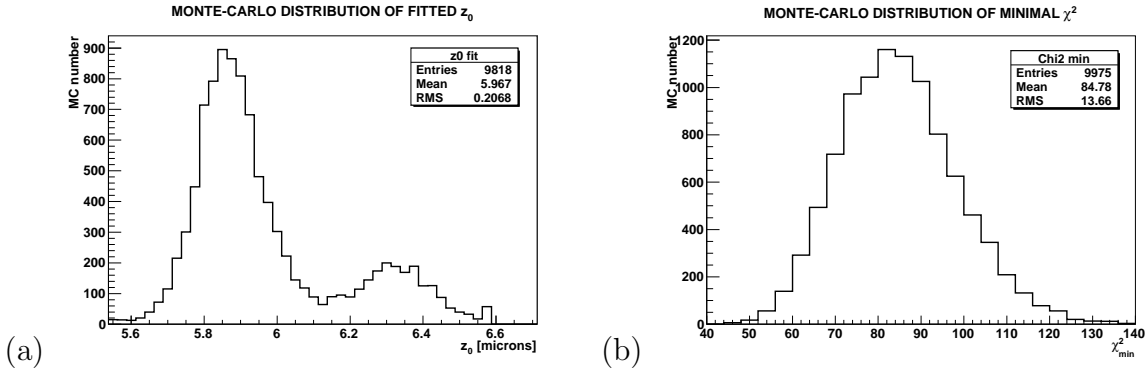 MONTE-CARLO DISTRIBUTION OF FITTED z₀
MC number
900
800
700
600
500
400
300
200
100
0
5.6 5.8 6 6.2 6.4 6.6
z₀ [microns]
z0 fit
Entries 9818
Mean 5.967
RMS 0.2068
(a)
MONTE-CARLO DISTRIBUTION OF MINIMAL χ²
MC number
1200
1000
800
600
400
200
0
40 50 60 70 80 90 100 110 120 130 140
χ²min
Chi2 min
Entries 9975
Mean 84.78
RMS 13.66
(b)